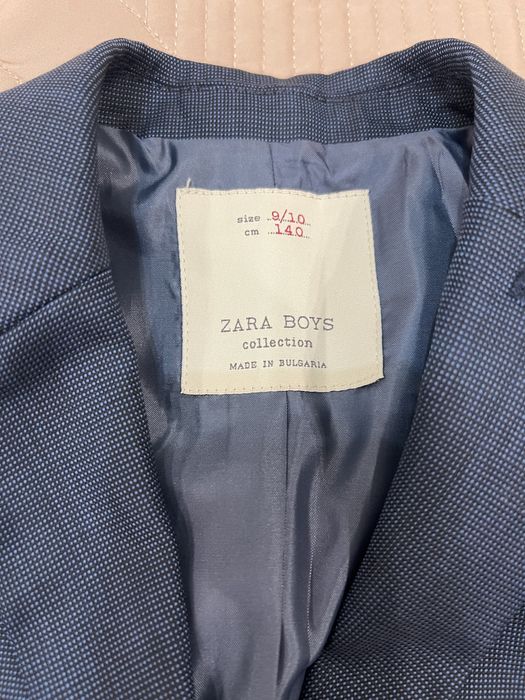 size 9/10
cm 140
ZARA BOYS
collection
MADE IN BULGARIA